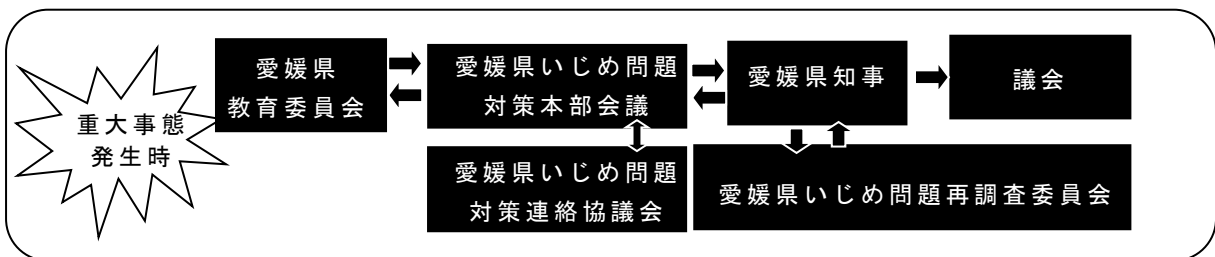 重大事態
発生時
愛媛県
教育委員会
愛媛県いじめ問題
対策本部会議
愛媛県知事
議会
愛媛県いじめ問題
対策連絡協議会
愛媛県いじめ問題再調査委員会